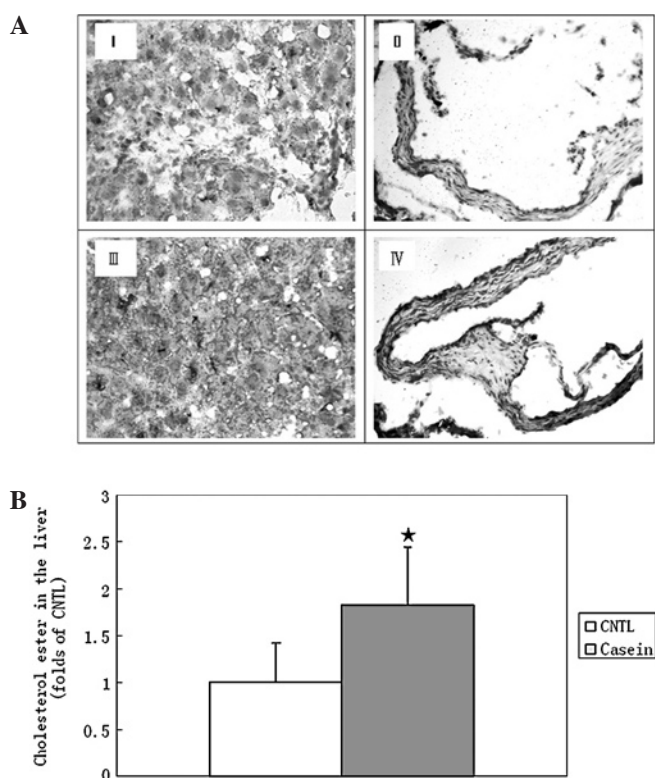 A
Ⅰ
Ⅱ
Ⅲ
Ⅳ
B
Cholesterol ester in the liver
(folds of CNTL)
3
2.5
2
1.5
1
0.5
0
★
CNTL
Casein